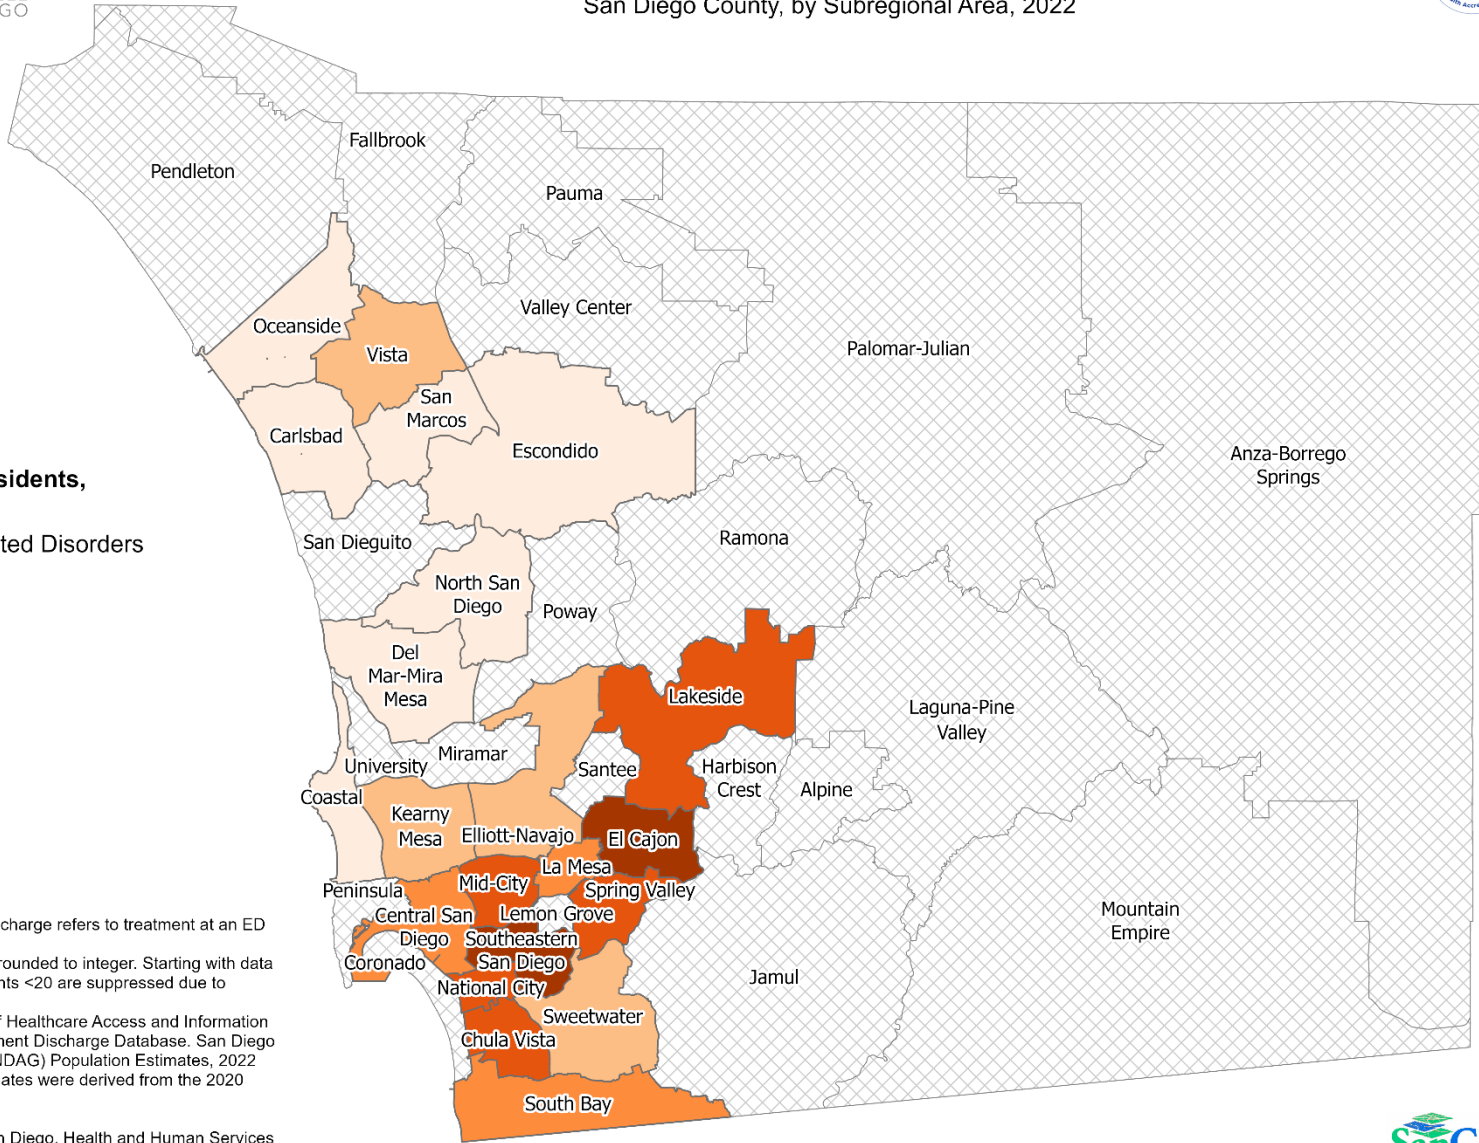 GO
San Diego County, by Subregional Area, 2022
Fallbrook
Pendleton
Pauma
Valley Center
Oceanside
Vista
Palomar-Julian
San
Marcos
Carlsbad
Escondido
Anza-Borrego
Springs
sidents,
ted Disorders
San Dieguito
Ramona
North San
Diego
Poway
Del
Mar-Mira
Mesa
Lakeside
Laguna-Pine
Valley
Miramar
University
Santee
Harbison
Crest
Alpine
Coastal
Kearny
Mesa
Elliott-Navajo
El Cajon
La Mesa
Mid-City
Spring Valley
Peninsula
Central San
Diego
Lemon Grove
Southeastern
San Diego
Coronado
Mountain
Empire
Jamul
National City
Sweetwater
Chula Vista
South Bay
charge refers to treatment at an ED
rounded to integer. Starting with data
nts <20 are suppressed due to
f Healthcare Access and Information
nent Discharge Database. San Diego
NDAG) Population Estimates, 2022
ates were derived from the 2020
n Diego, Health and Human Services